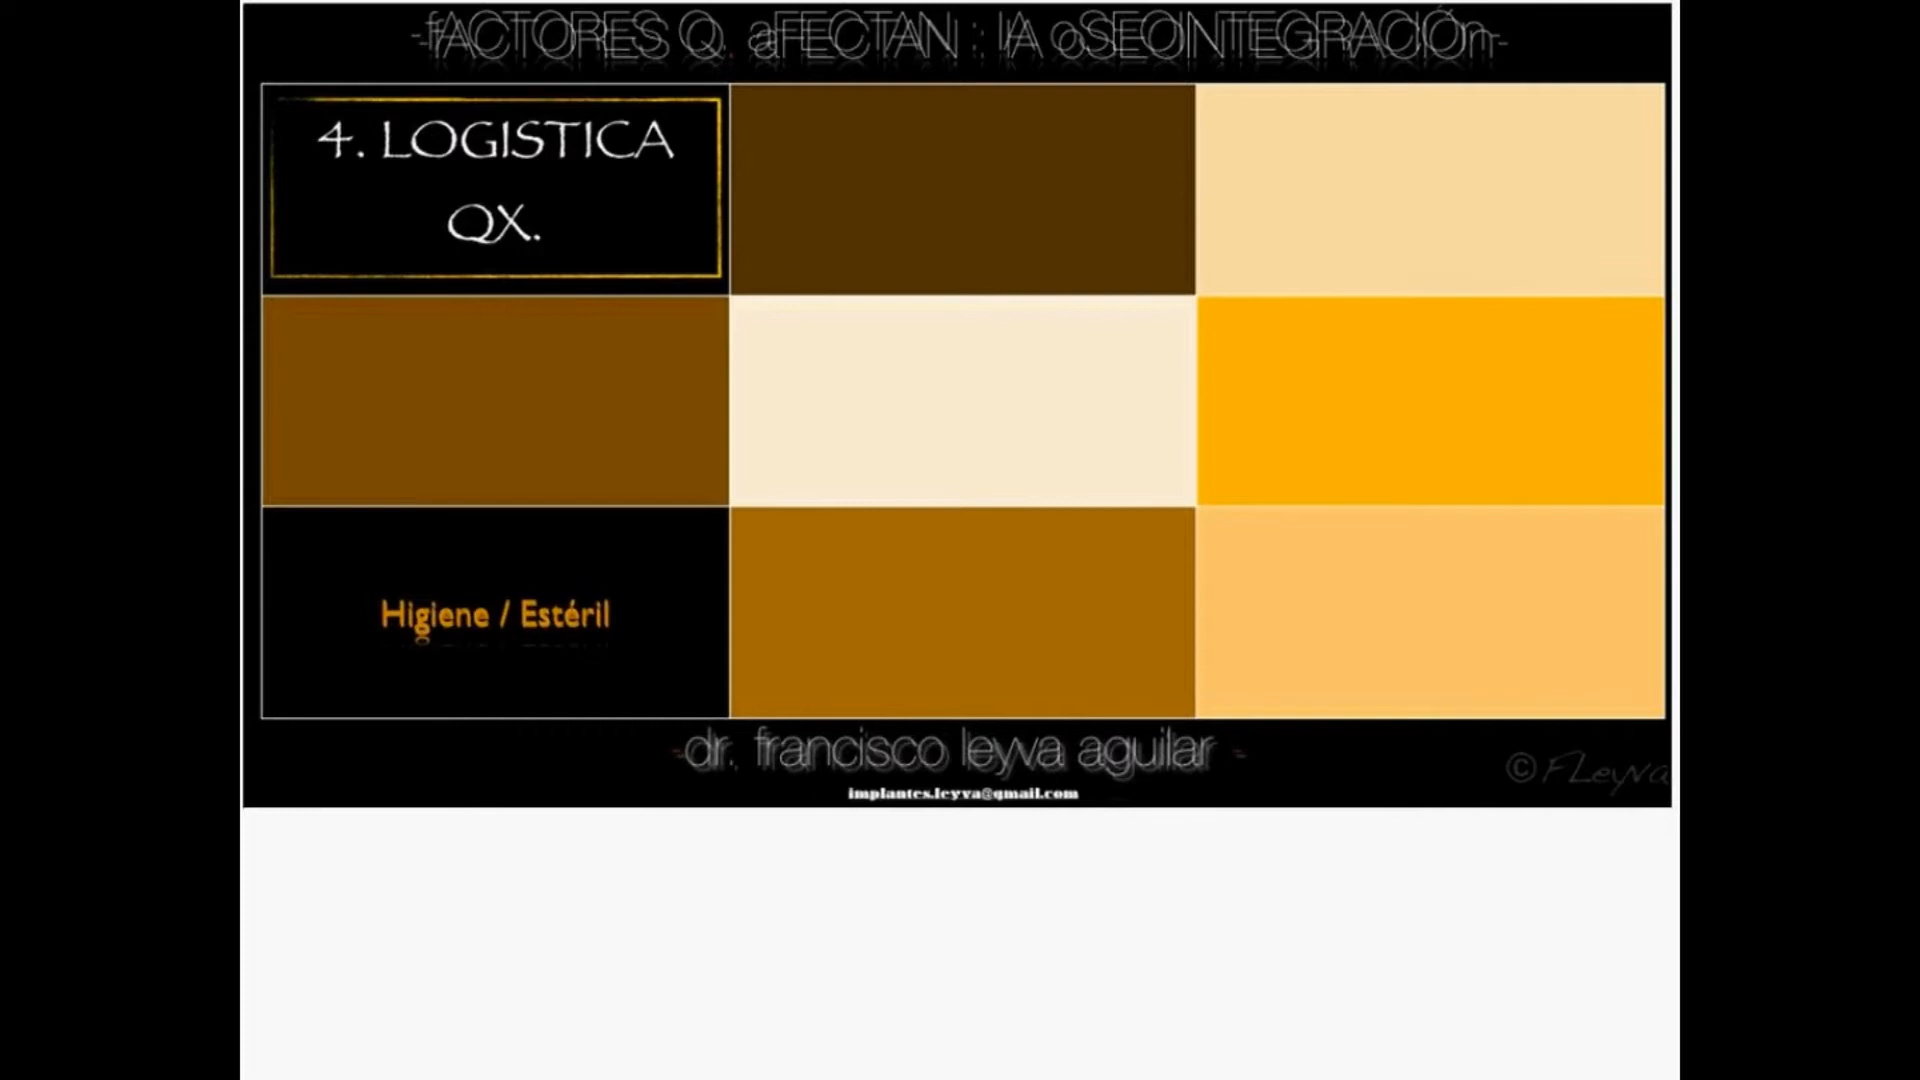 -fACTORES Q. aFECTAN : lA oSEOINTEGRACIÓn-
4. LOGISTICA
QX.
Higiene / Estéril
- dr. francisco leyva aguilar -
implantes.leyva@gmail.com
© FLeyva